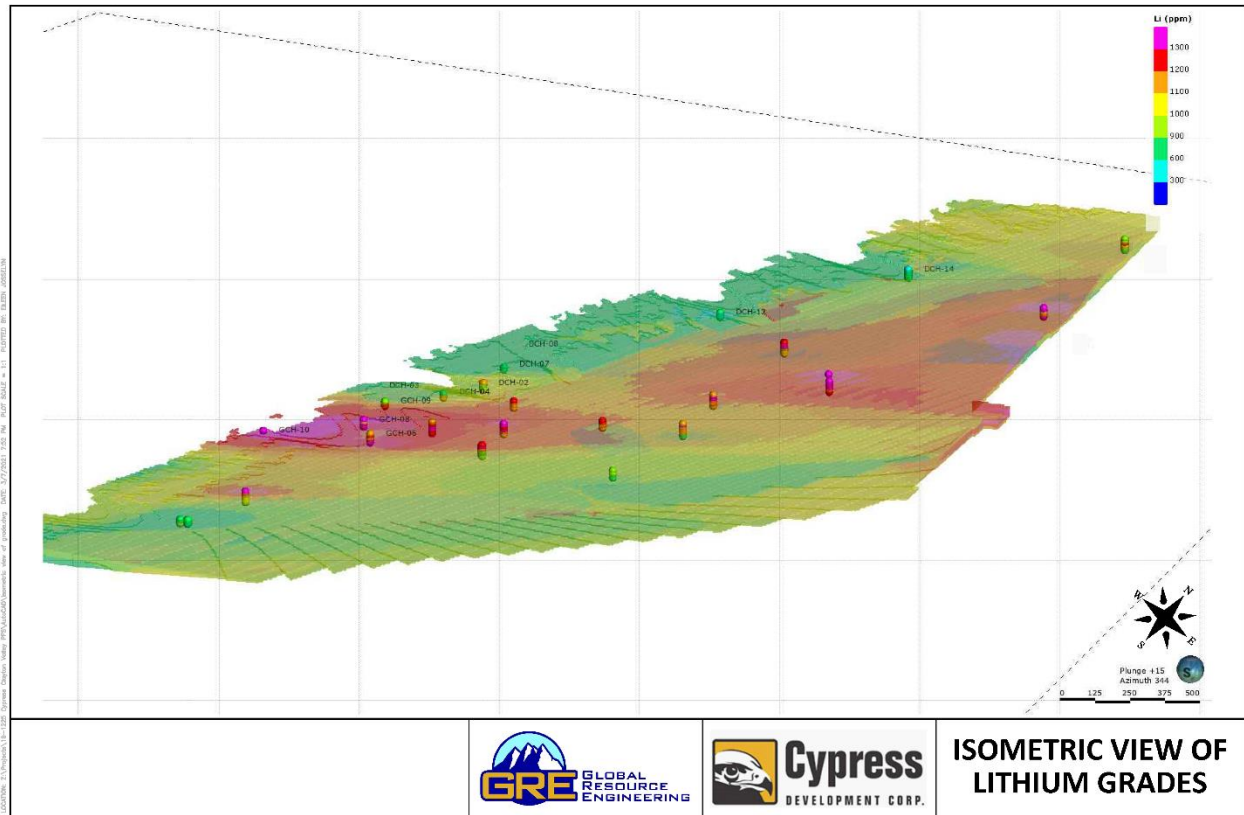 Li (ppm)
1300
1200
1100
1000
900
600
300
DCH-14
DCH-13
DCH-08
DCH-07
DCH-03
DCH-02
DCH-04
GCH-09
GCH-08
GCH-10
GCH-06
W
N
S
E
Plunge +15
Azimuth 344
S
0 125 250 375 500
GRE
GLOBAL
RESOURCE
ENGINEERING
Cypress
DEVELOPMENT CORP.
ISOMETRIC VIEW OF
LITHIUM GRADES